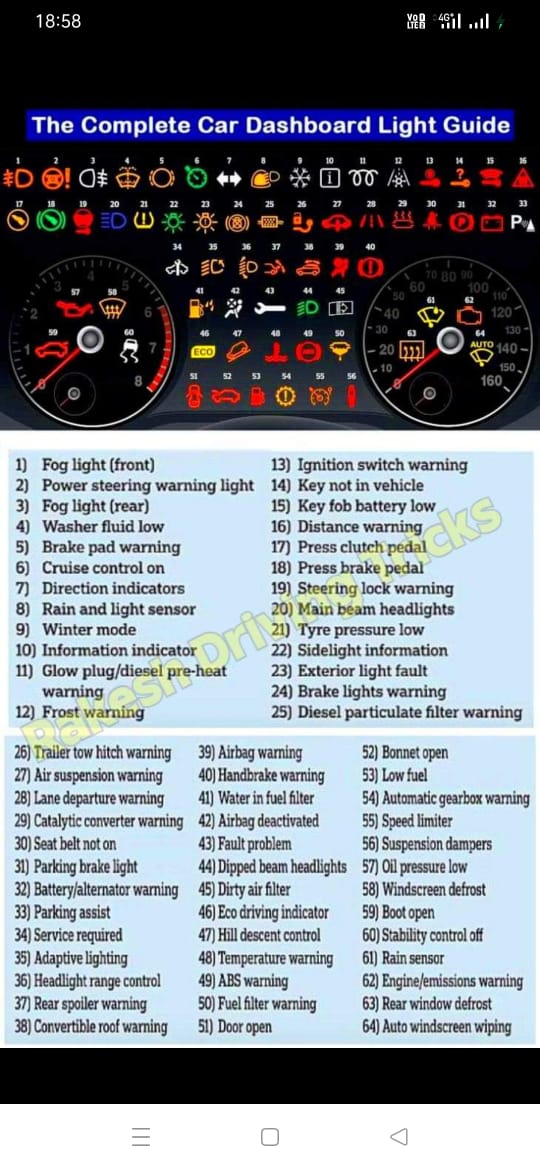 18:58
VoD LTE2 4G+
The Complete Car Dashboard Light Guide
1 2 3 4 5 6 7 8 9 10 11 12 13 14 15 16
17 18 19 20 21 22 23 24 25 26 27 28 29 30 31 32 33
34 35 36 37 38 39 40
41 42 43 44 45
46 47 48 49 50
ECO
51 52 53 54 55 56
57 58
59 60
1 2 3 4 5 6 7 8
61 62
63 64
AUTO
10 20 30 40 50 60 70 80 90 100 110 120 130 140 150 160
1) Fog light (front)
2) Power steering warning light
3) Fog light (rear)
4) Washer fluid low
5) Brake pad warning
6) Cruise control on
7) Direction indicators
8) Rain and light sensor
9) Winter mode
10) Information indicator
11) Glow plug/diesel pre-heat
warning
12) Frost warning
13) Ignition switch warning
14) Key not in vehicle
15) Key fob battery low
16) Distance warning
17) Press clutch pedal
18) Press brake pedal
19) Steering lock warning
20) Main beam headlights
21) Tyre pressure low
22) Sidelight information
23) Exterior light fault
24) Brake lights warning
25) Diesel particulate filter warning
Rakesh Driving Tricks
26) Trailer tow hitch warning
27) Air suspension warning
28) Lane departure warning
29) Catalytic converter warning
30) Seat belt not on
31) Parking brake light
32) Battery/alternator warning
33) Parking assist
34) Service required
35) Adaptive lighting
36) Headlight range control
37) Rear spoiler warning
38) Convertible roof warning
39) Airbag warning
40) Handbrake warning
41) Water in fuel filter
42) Airbag deactivated
43) Fault problem
44) Dipped beam headlights
45) Dirty air filter
46) Eco driving indicator
47) Hill descent control
48) Temperature warning
49) ABS warning
50) Fuel filter warning
51) Door open
52) Bonnet open
53) Low fuel
54) Automatic gearbox warning
55) Speed limiter
56) Suspension dampers
57) Oil pressure low
58) Windscreen defrost
59) Boot open
60) Stability control off
61) Rain sensor
62) Engine/emissions warning
63) Rear window defrost
64) Auto windscreen wiping